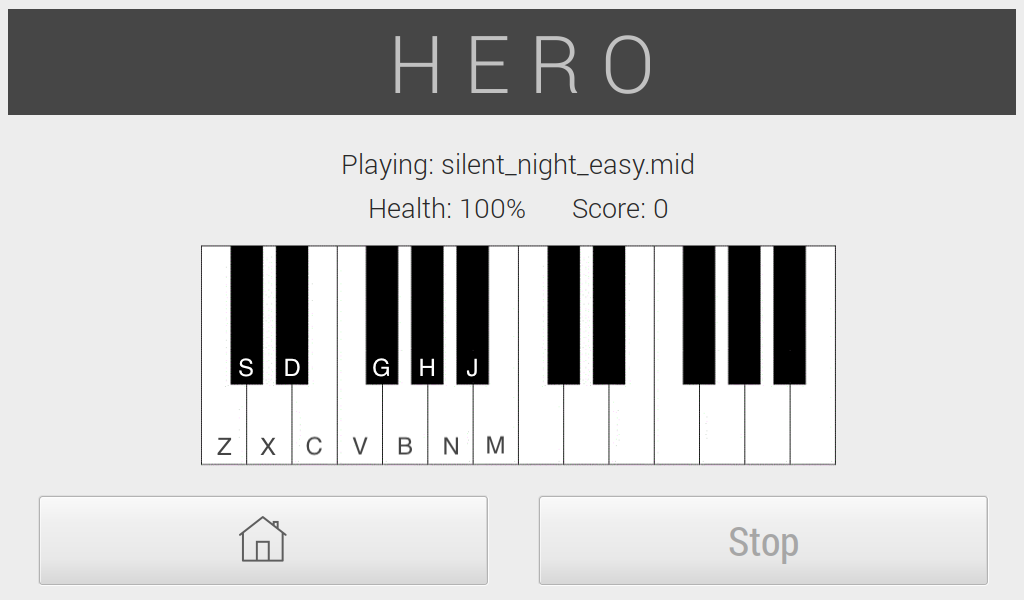 HERO
Playing: silent_night_easy.mid
Health: 100% Score: 0
S D G H J
Z X C V B N M
Stop